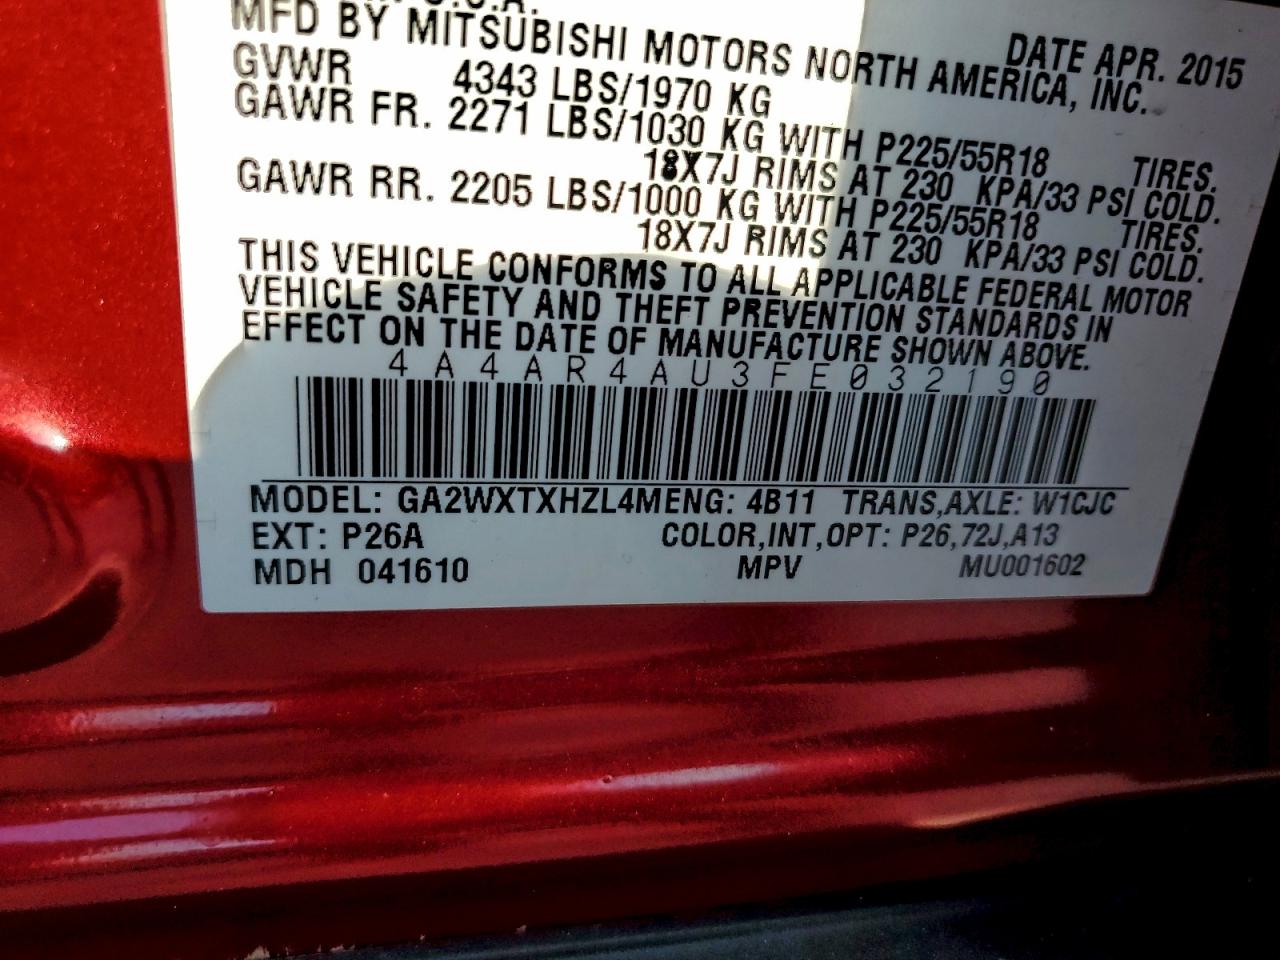 U.S.A.
MFD BY MITSUBISHI MOTORS NORTH AMERICA, INC.
DATE APR. 2015
GVWR 4343 LBS/1970 KG
GAWR FR. 2271 LBS/1030 KG WITH P225/55R18 TIRES.
18X7J RIMS AT 230 KPA/33 PSI COLD.
GAWR RR. 2205 LBS/1000 KG WITH P225/55R18 TIRES.
18X7J RIMS AT 230 KPA/33 PSI COLD.
THIS VEHICLE CONFORMS TO ALL APPLICABLE FEDERAL MOTOR
VEHICLE SAFETY AND THEFT PREVENTION STANDARDS IN
EFFECT ON THE DATE OF MANUFACTURE SHOWN ABOVE.
4A4AR4AU3FE032190
MODEL: GA2WXTXHZL4MENG: 4B11 TRANS,AXLE: W1CJC
EXT: P26A COLOR,INT,OPT: P26,72J,A13
MDH 041610 MPV MU001602